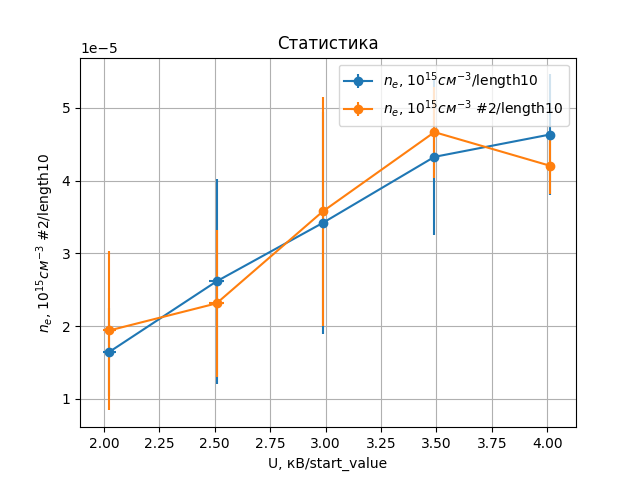 Статистика
1e−5
n_e, 10^15 см^−3/length10
n_e, 10^15 см^−3 #2/length10
5
4
3
2
1
n_e, 10^15 см^−3 #2/length10
2.00 2.25 2.50 2.75 3.00 3.25 3.50 3.75 4.00
U, кВ/start_value